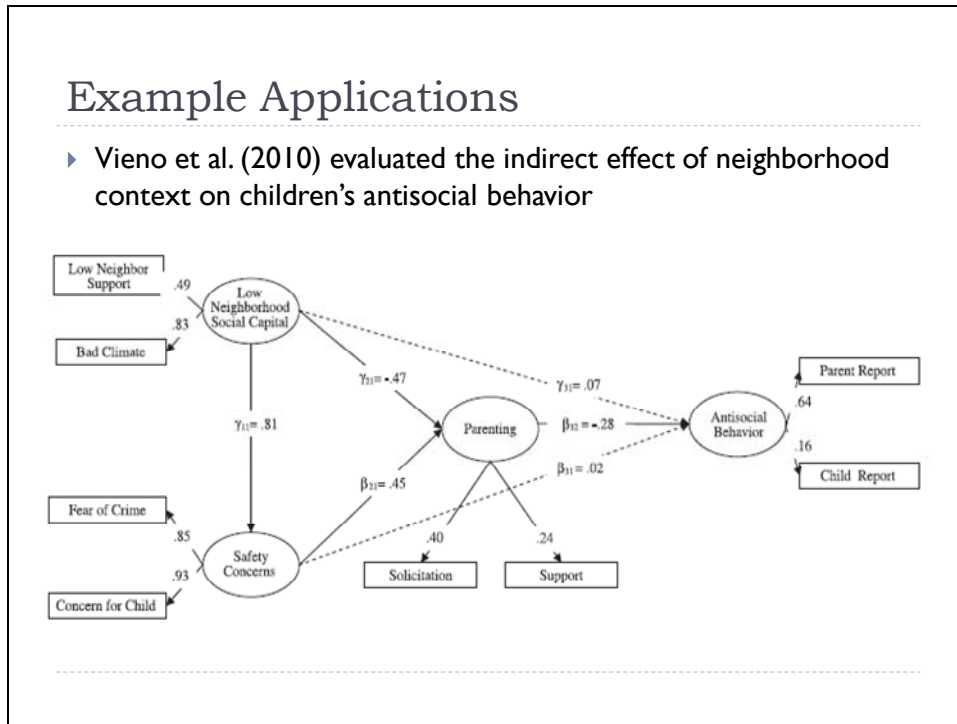 Example Applications
Vieno et al. (2010) evaluated the indirect effect of neighborhood
context on children's antisocial behavior
Low Neighbor
Support
.49
Low
Neighborhood
Social Capital
.83
Bad Climate
γ₂₁= -.47
γ₃₁= .07
Parent Report
.64
Antisocial
Behavior
γ₁₁= .81
Parenting
β₃₂= -.28
.16
Child Report
β₃₁= .02
β₂₁= .45
Fear of Crime
.85
Safety
Concerns
.93
Concern for Child
.40
.24
Solicitation
Support